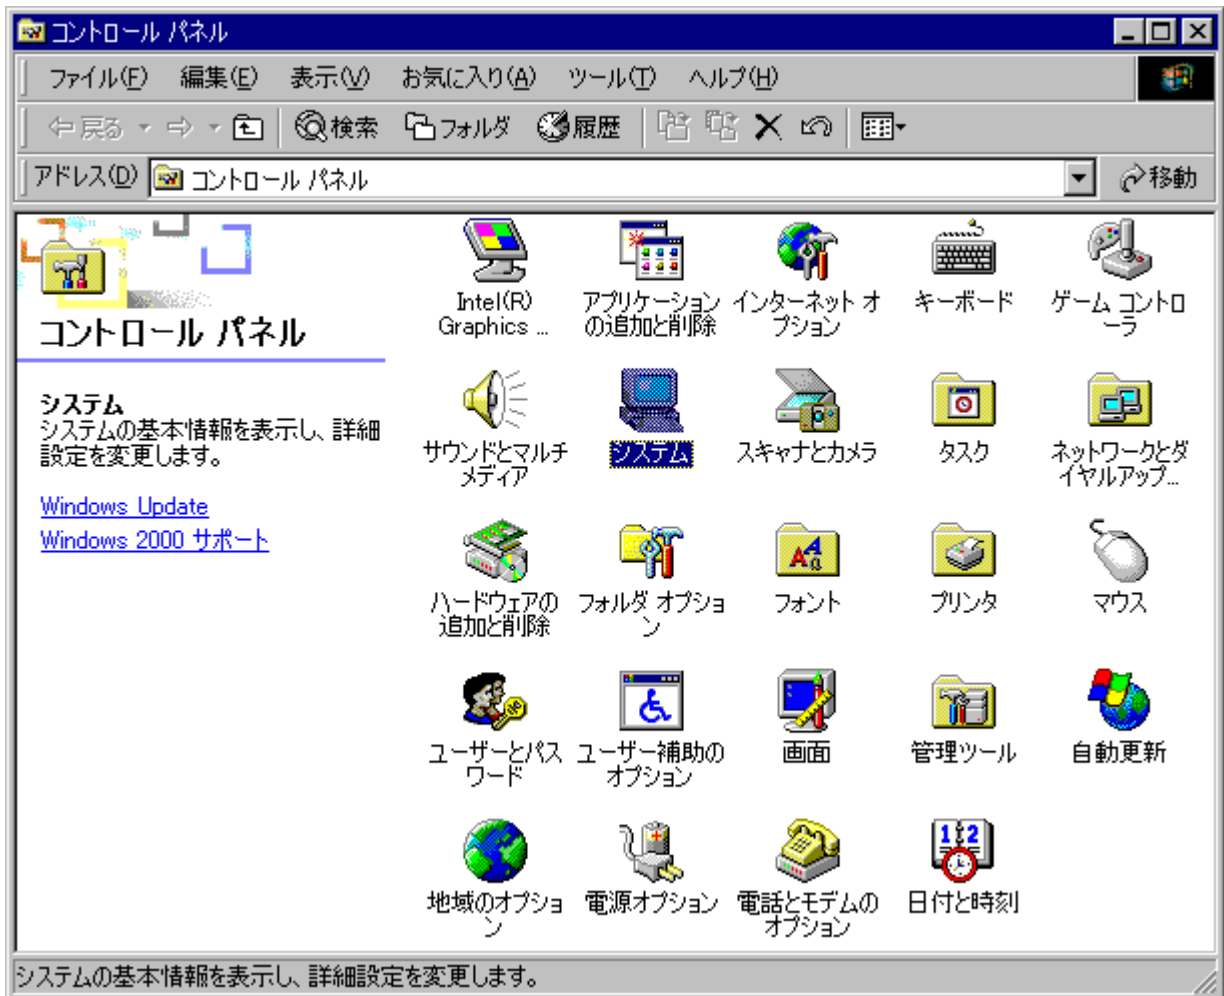 コントロール パネル
ファイル(F) 編集(E) 表示(V) お気に入り(A) ツール(T) ヘルプ(H)
戻る 検索 フォルダ 履歴
アドレス(D) コントロール パネル 移動
コントロール パネル
システム
システムの基本情報を表示し、詳細
設定を変更します。
Windows Update
Windows 2000 サポート
Intel(R)
Graphics ...
アプリケーション
の追加と削除
インターネット オ
プション
キーボード
ゲーム コントロ
ーラ
サウンドとマルチ
メディア
システム
スキャナとカメラ
タスク
ネットワークとダ
イヤルアップ...
ハードウェアの
追加と削除
フォルダ オプショ
ン
フォント
プリンタ
マウス
ユーザーとパス
ワード
ユーザー補助の
オプション
画面
管理ツール
自動更新
地域のオプショ
ン
電源オプション
電話とモデムの
オプション
日付と時刻
システムの基本情報を表示し、詳細設定を変更します。